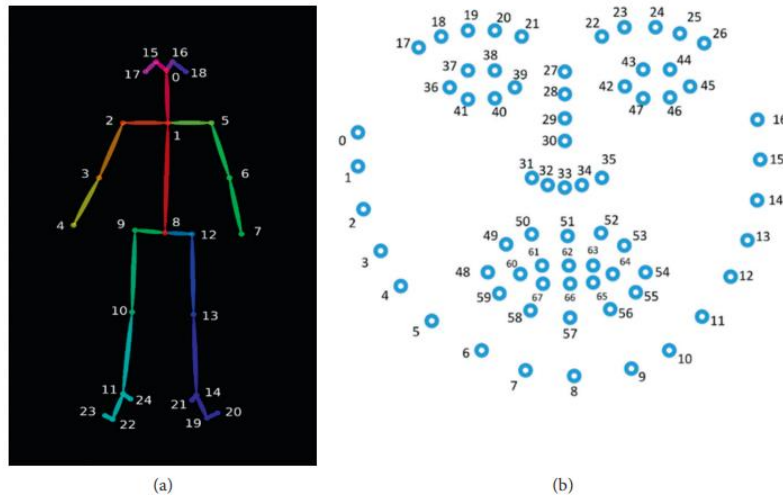 15 16
17 0 18
2 1 5
3 6
4 9 8 12 7
10 13
11 24 21 14
23 22 19 20
(a)
17 18 19 20 21 22 23 24 25 26
37 38 27 43 44
36 39 28 42 45
41 40 29 47 46
0 30 16
1 31 32 33 34 35 15
2 14
3 49 50 51 52 53 13
48 60 61 62 63 64 54 12
4 59 67 66 65 55
5 58 57 56 11
6 10
7 8 9
(b)